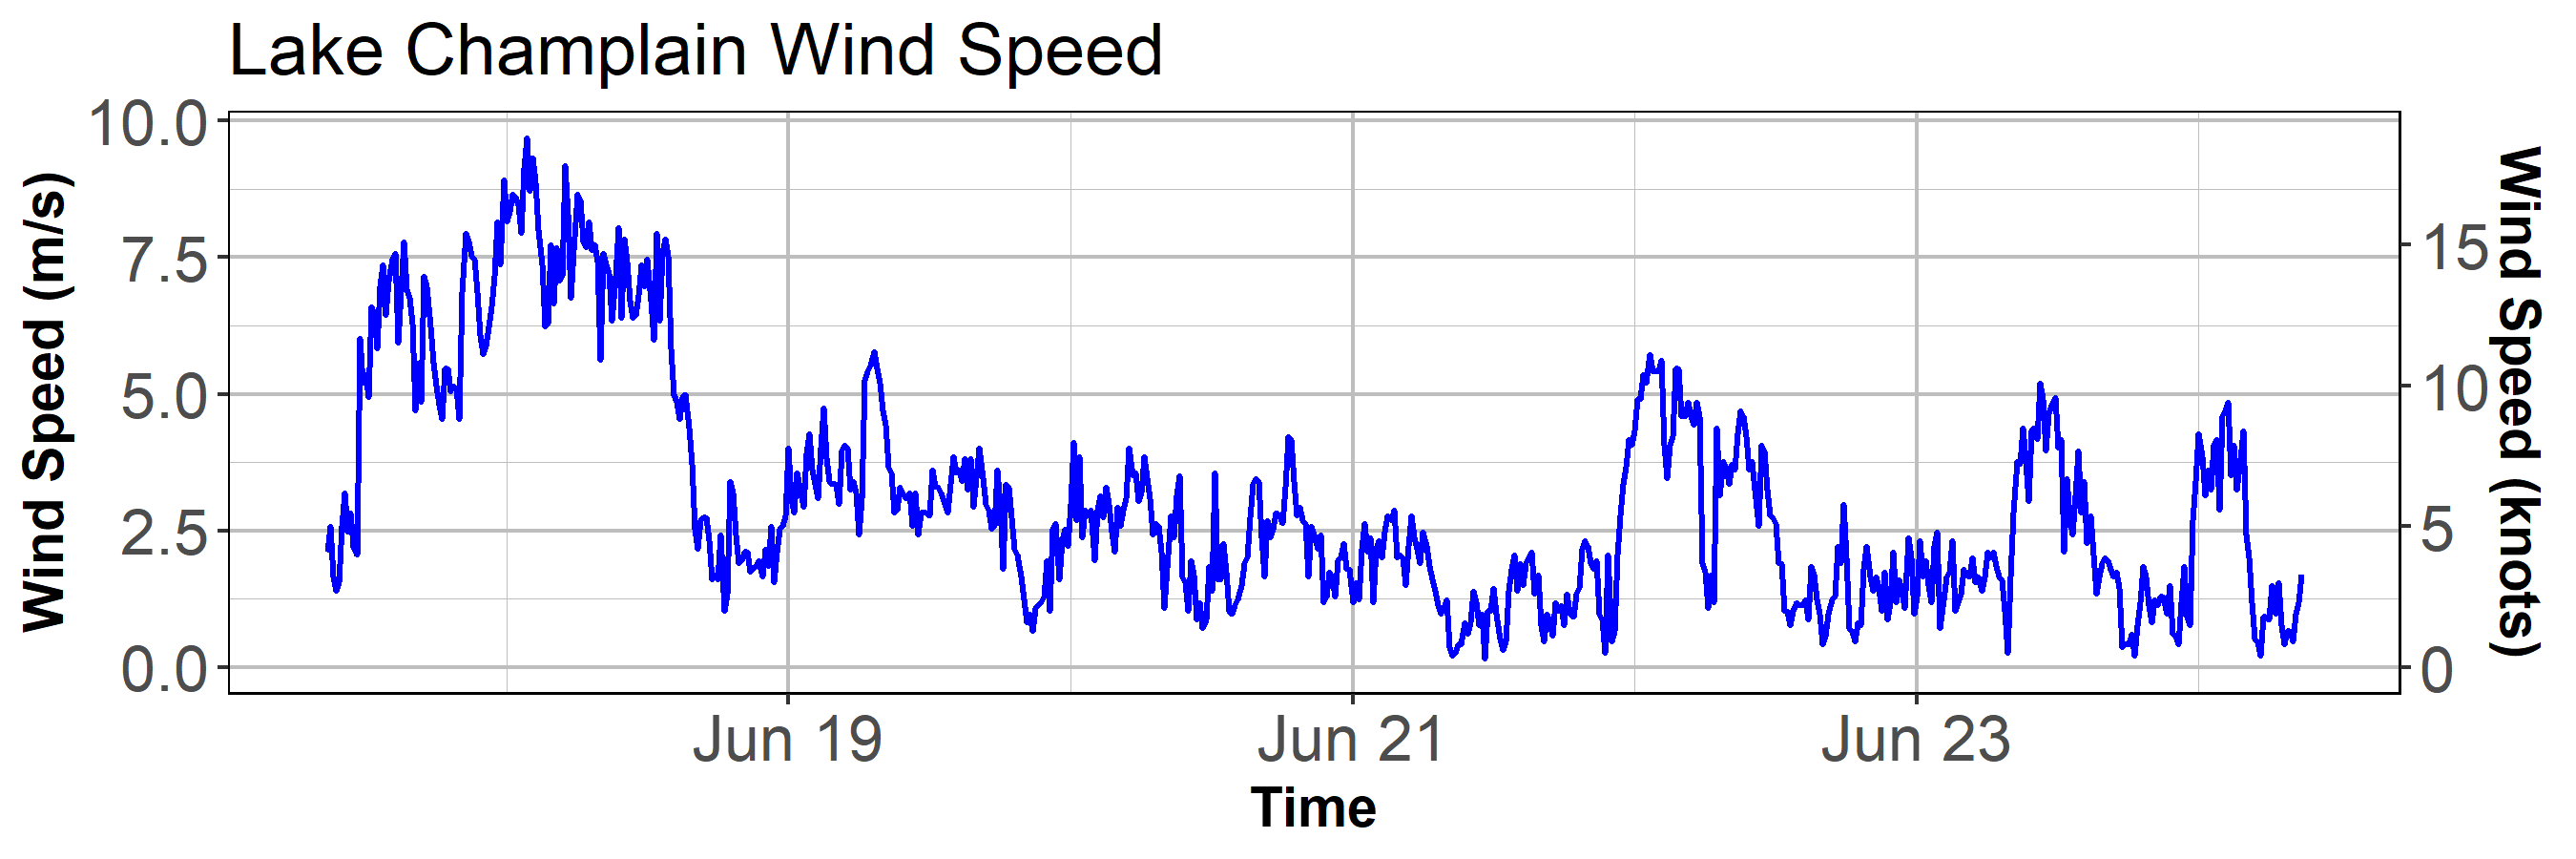 Lake Champlain Wind Speed
Wind Speed (m/s)
10.0
7.5
5.0
2.5
0.0
15
10
5
0
Wind Speed (knots)
Jun 19
Jun 21
Jun 23
Time